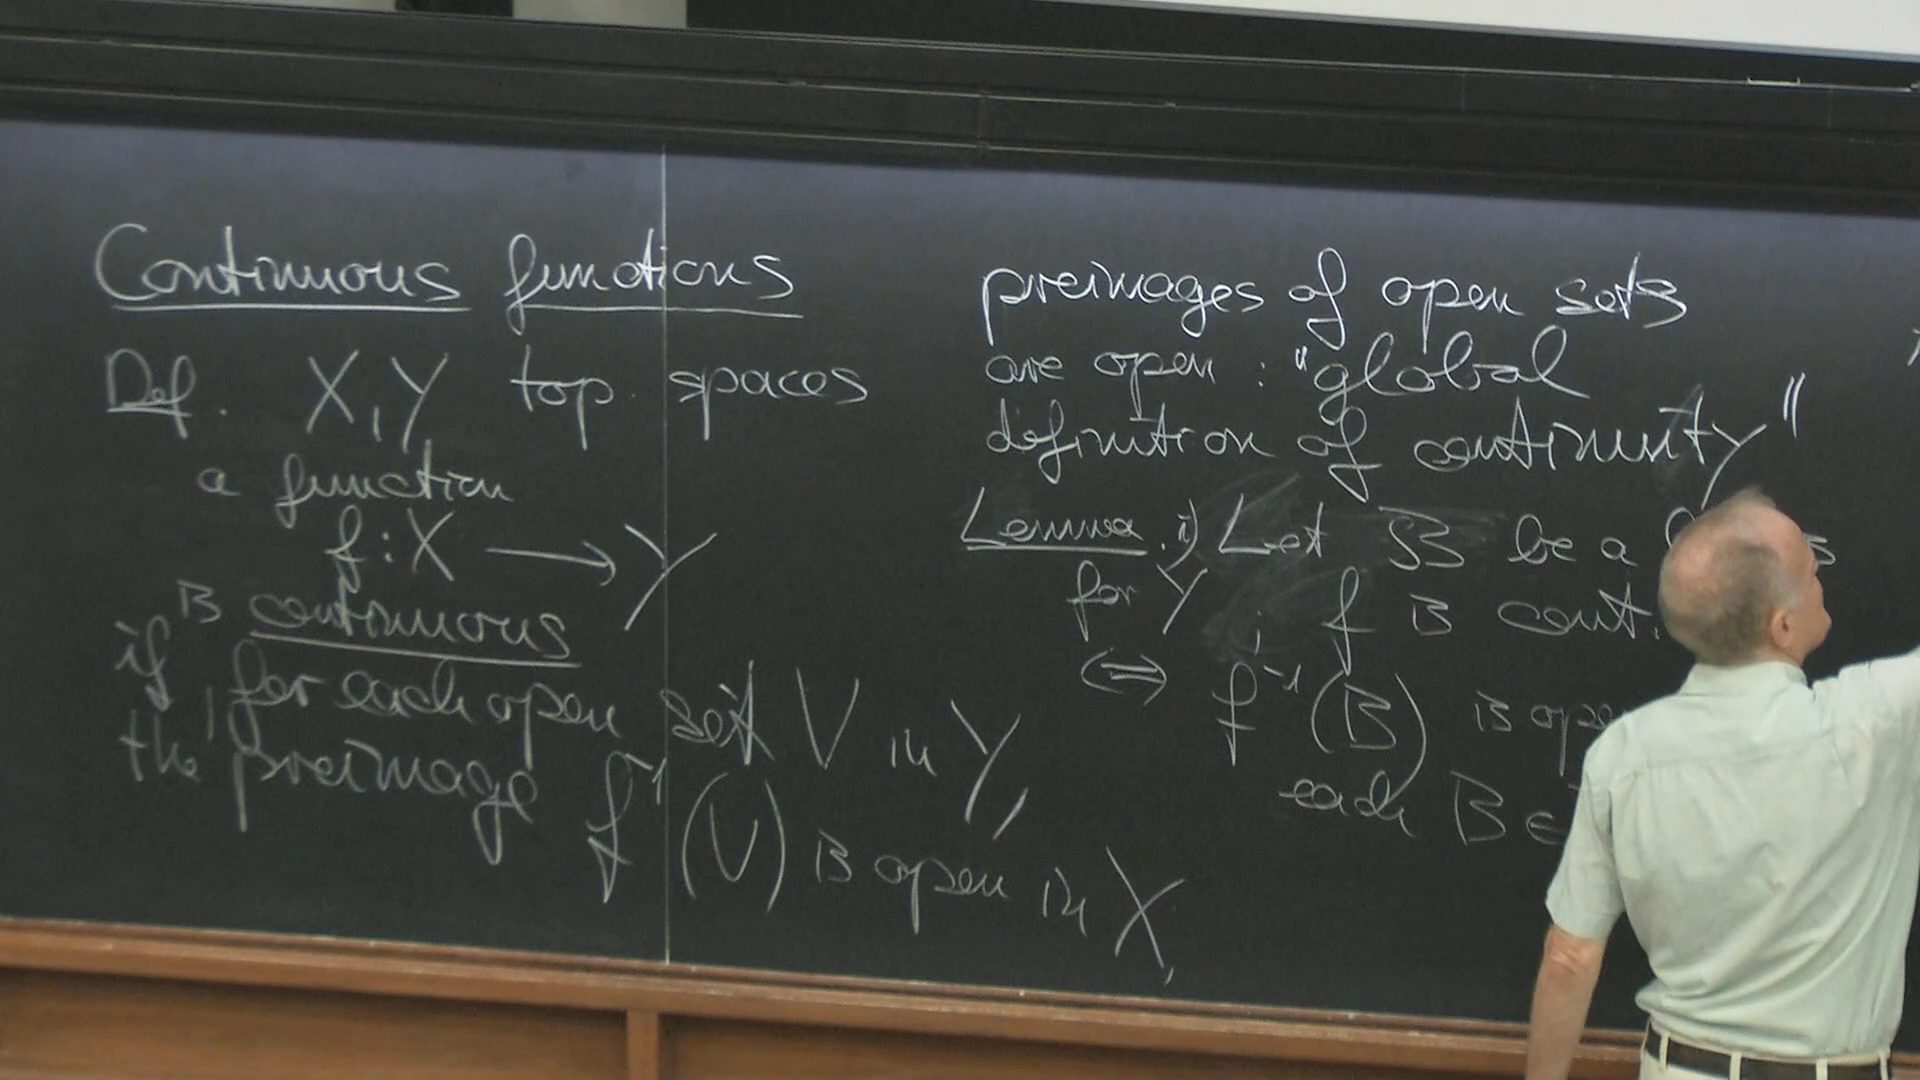 Continuous functions
Def. X, Y top. spaces
a function
f: X → Y
is continuous
if, for each open set V in Y,
the preimage f⁻¹(V) is open in X.
preimages of open sets
are open: "global
definition of continuity"
Lemma. i) Let 𝓑 be a
for Y; f is cont.
⇔ f⁻¹(B) is open
each B ∈